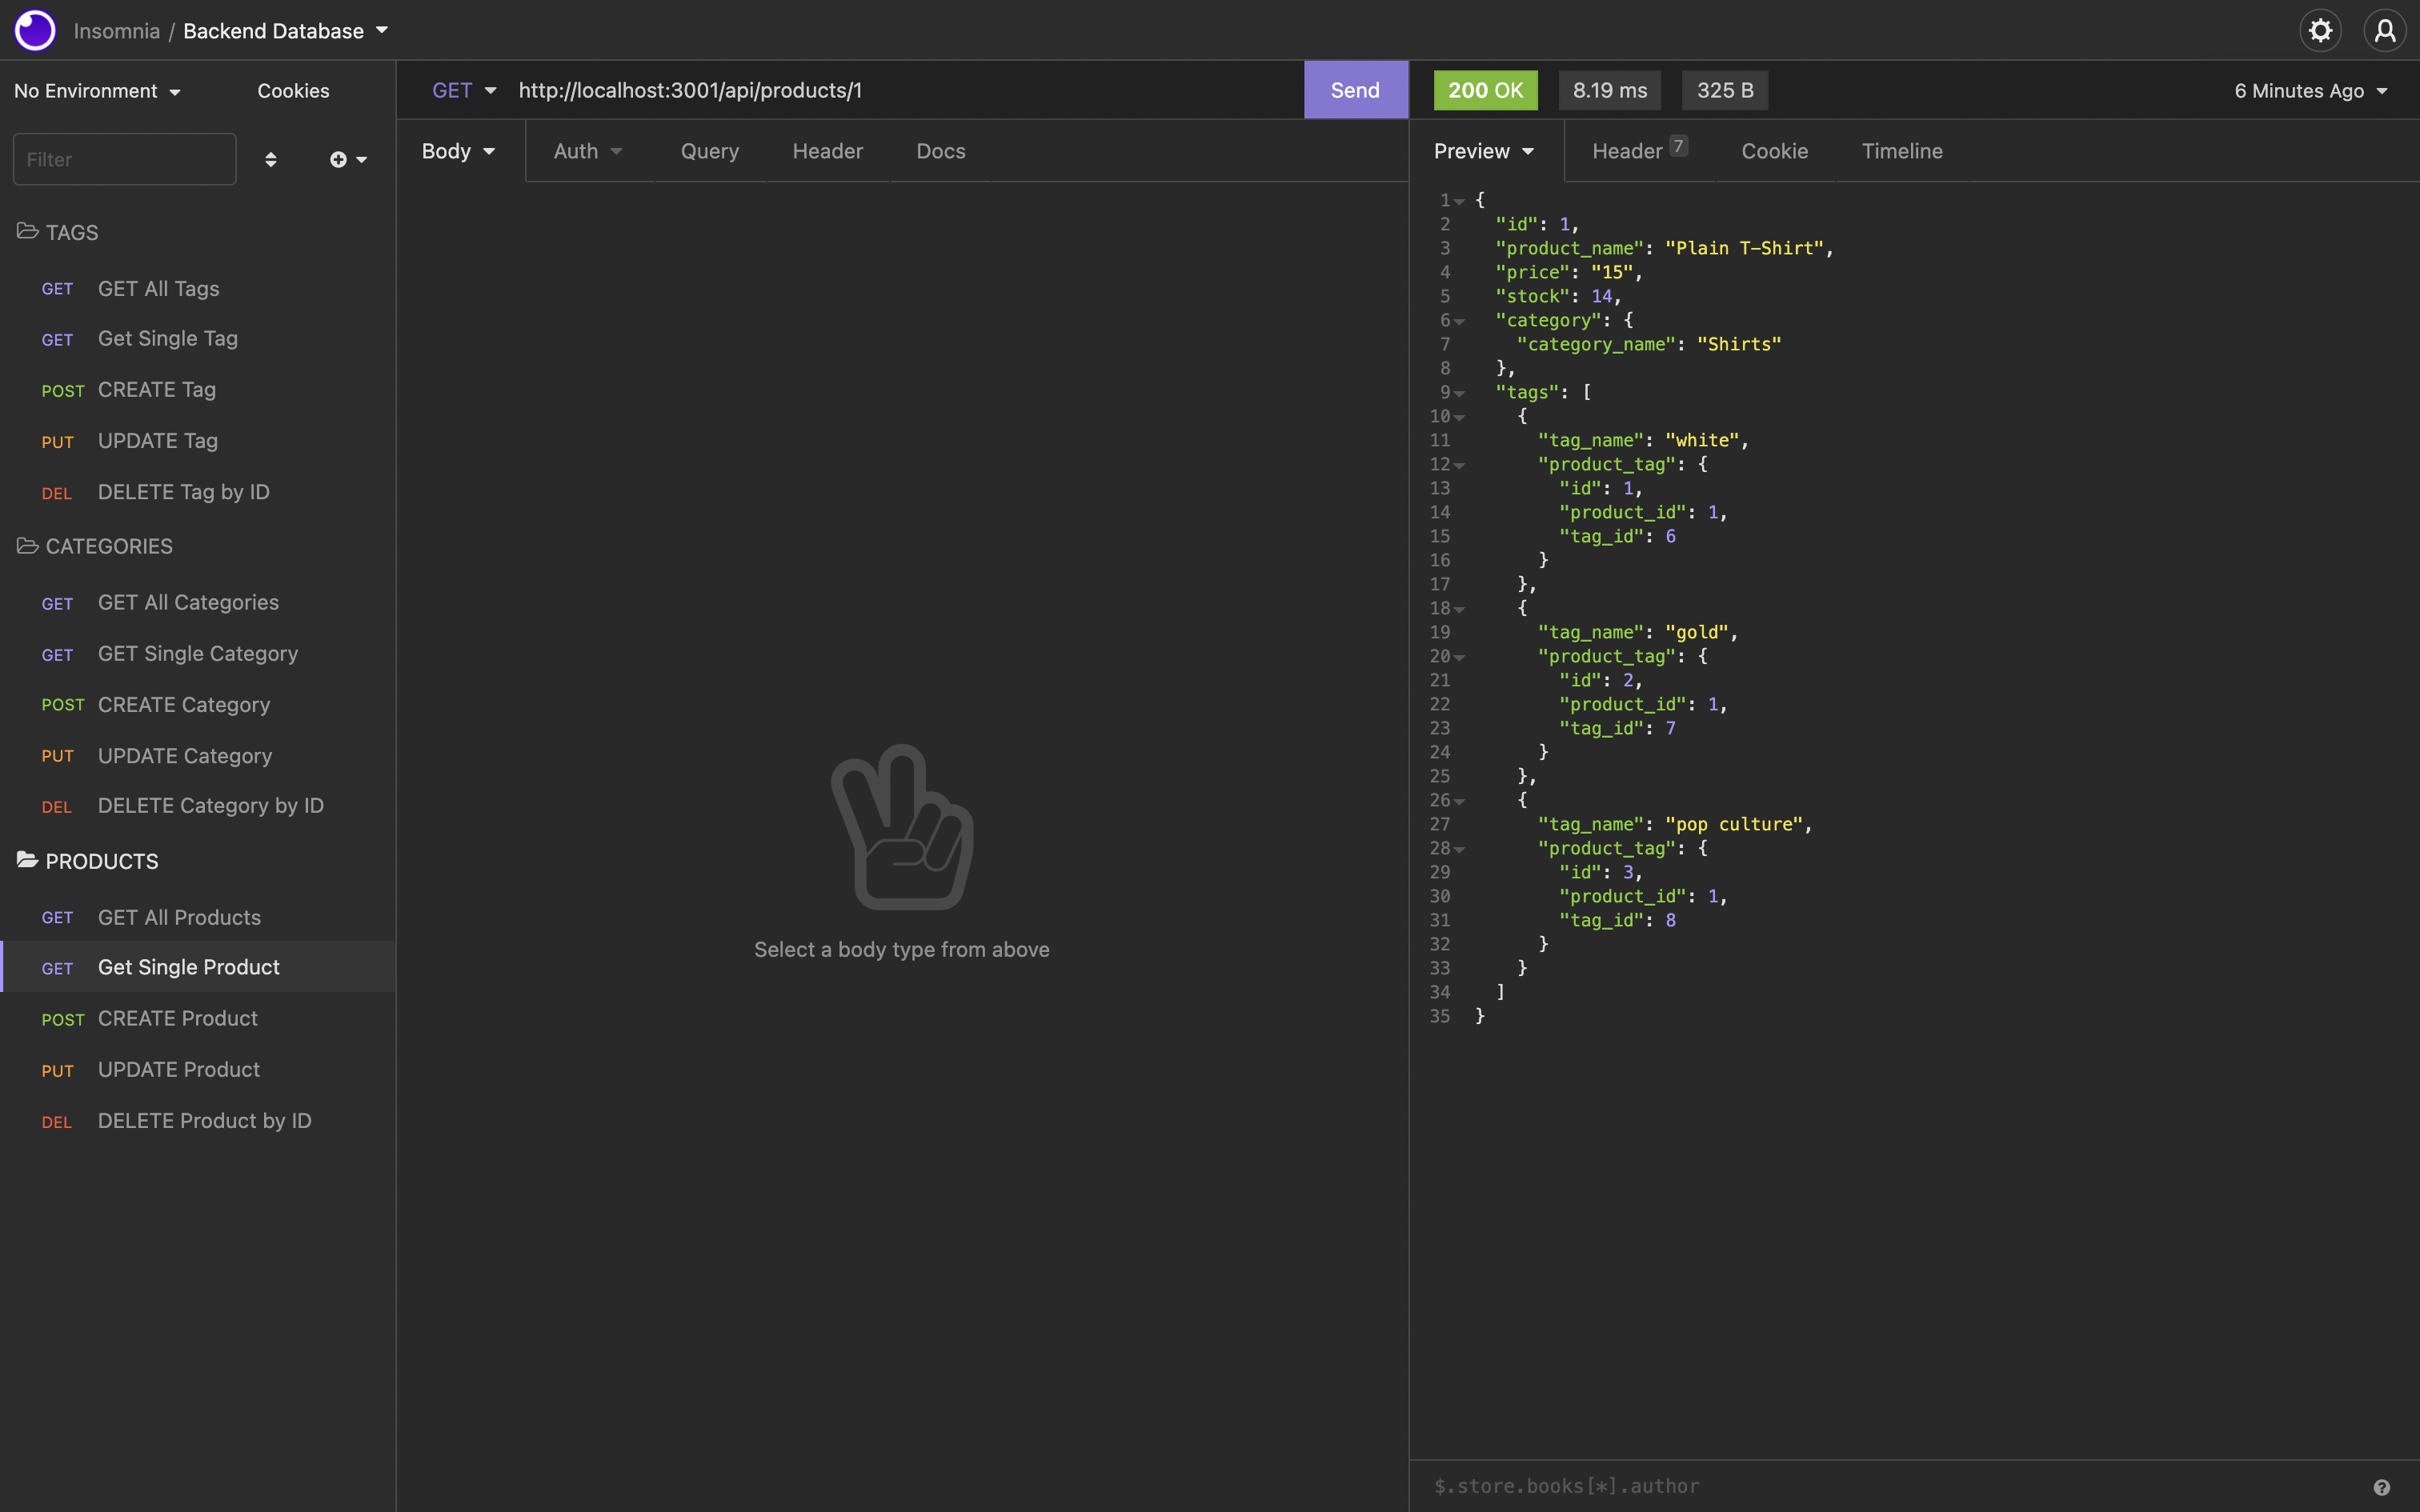 Insomnia / Backend Database
No Environment
Cookies
Filter
TAGS
GET GET All Tags
GET Get Single Tag
POST CREATE Tag
PUT UPDATE Tag
DEL DELETE Tag by ID
CATEGORIES
GET GET All Categories
GET GET Single Category
POST CREATE Category
PUT UPDATE Category
DEL DELETE Category by ID
PRODUCTS
GET GET All Products
GET Get Single Product
POST CREATE Product
PUT UPDATE Product
DEL DELETE Product by ID
GET http://localhost:3001/api/products/1 Send
Body Auth Query Header Docs
Select a body type from above
200 OK 8.19 ms 325 B 6 Minutes Ago
Preview Header 7 Cookie Timeline
1 {
2 "id": 1,
3 "product_name": "Plain T-Shirt",
4 "price": "15",
5 "stock": 14,
6 "category": {
7 "category_name": "Shirts"
8 },
9 "tags": [
10 {
11 "tag_name": "white",
12 "product_tag": {
13 "id": 1,
14 "product_id": 1,
15 "tag_id": 6
16 }
17 },
18 {
19 "tag_name": "gold",
20 "product_tag": {
21 "id": 2,
22 "product_id": 1,
23 "tag_id": 7
24 }
25 },
26 {
27 "tag_name": "pop culture",
28 "product_tag": {
29 "id": 3,
30 "product_id": 1,
31 "tag_id": 8
32 }
33 }
34 ]
35 }
$.store.books[*].author
?